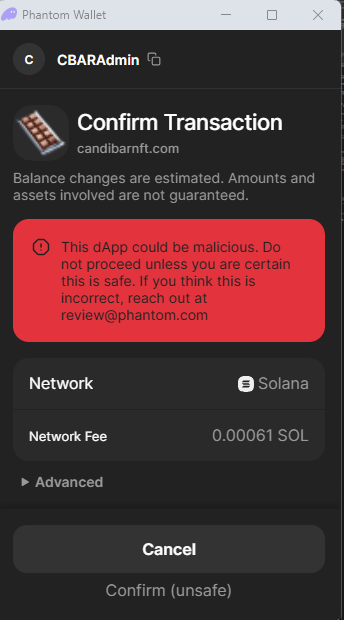 Phantom Wallet
C CBARAdmin
Confirm Transaction
candibarnft.com
Balance changes are estimated. Amounts and
assets involved are not guaranteed.
This dApp could be malicious. Do
not proceed unless you are certain
this is safe. If you think this is
incorrect, reach out at
review@phantom.com
Network Solana
Network Fee 0.00061 SOL
Advanced
Cancel
Confirm (unsafe)